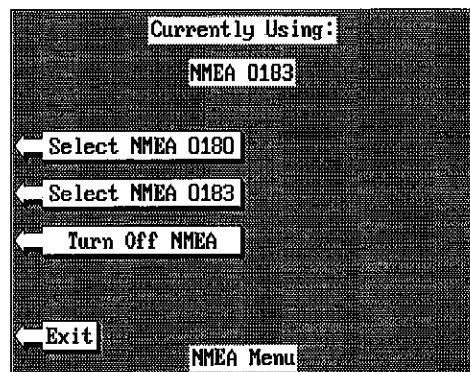 Currently Using:
NMEA 0183
Select NMEA 0180
Select NMEA 0183
Turn Off NMEA
Exit
NMEA Menu